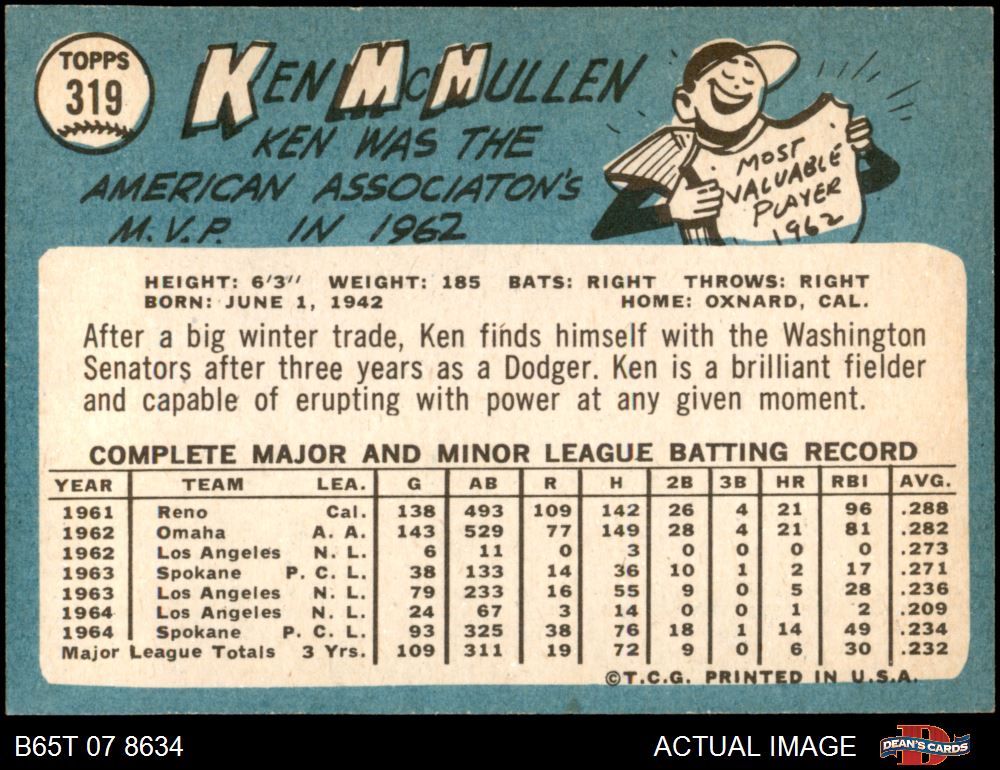 TOPPS
319
KEN MCMULLEN
KEN WAS THE
AMERICAN ASSOCIATON'S
M.V.P. IN 1962
MOST
VALUABLE
PLAYER
1962
HEIGHT: 6'3" WEIGHT: 185 BATS: RIGHT THROWS: RIGHT
BORN: JUNE 1, 1942 HOME: OXNARD, CAL.
After a big winter trade, Ken finds himself with the Washington
Senators after three years as a Dodger. Ken is a brilliant fielder
and capable of erupting with power at any given moment.
COMPLETE MAJOR AND MINOR LEAGUE BATTING RECORD
YEAR TEAM LEA. G AB R H 2B 3B HR RBI AVG.
1961 Reno Cal. 138 493 109 142 26 4 21 96 .288
1962 Omaha A. A. 143 529 77 149 28 4 21 81 .282
1962 Los Angeles N. L. 6 11 0 3 0 0 0 0 .273
1963 Spokane P. C. L. 38 133 14 36 10 1 2 17 .271
1963 Los Angeles N. L. 79 233 16 55 9 0 5 28 .236
1964 Los Angeles N. L. 24 67 3 14 0 0 1 2 .209
1964 Spokane P. C. L. 93 325 38 76 18 1 14 49 .234
Major League Totals 3 Yrs. 109 311 19 72 9 0 6 30 .232
©T.C.G. PRINTED IN U.S.A.
B65T 07 8634 ACTUAL IMAGE D DEAN'S CARDS